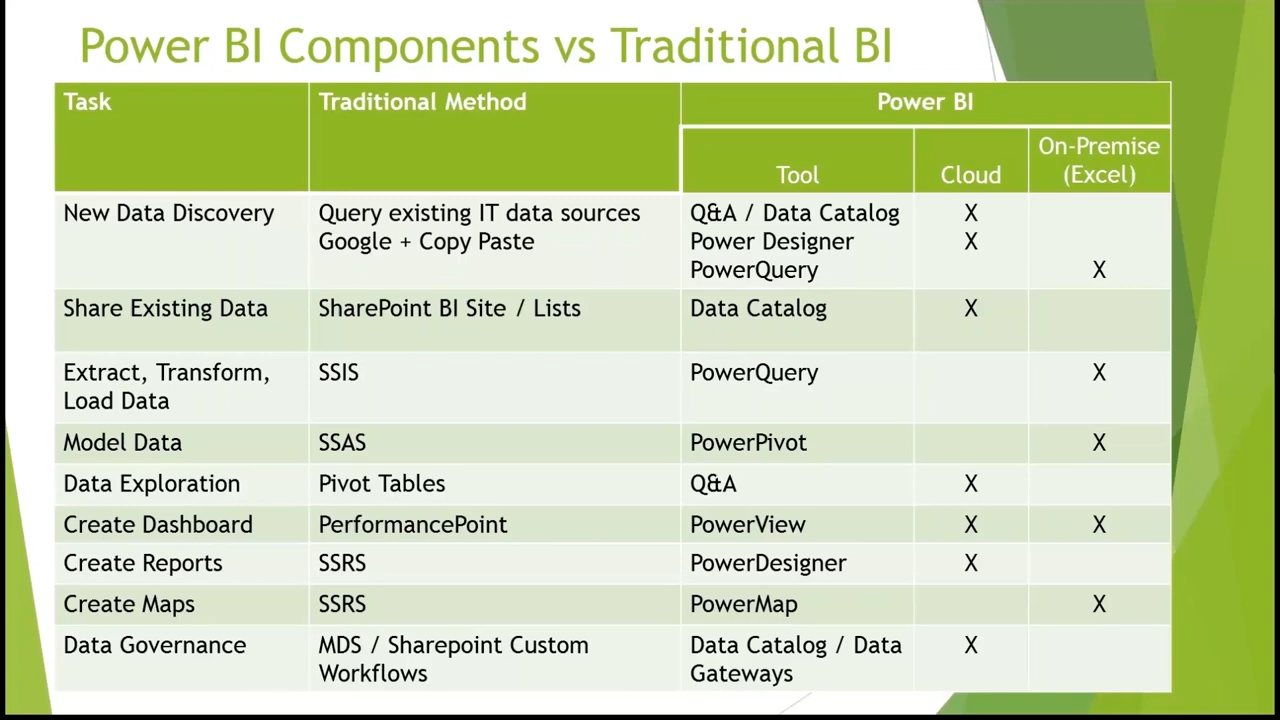 Power BI Components vs Traditional BI
Task Traditional Method Power BI
Tool Cloud On-Premise
(Excel)
New Data Discovery Query existing IT data sources Q&A / Data Catalog X
Google + Copy Paste Power Designer X
PowerQuery X
Share Existing Data SharePoint BI Site / Lists Data Catalog X
Extract, Transform, SSIS PowerQuery X
Load Data
Model Data SSAS PowerPivot X
Data Exploration Pivot Tables Q&A X
Create Dashboard PerformancePoint PowerView X X
Create Reports SSRS PowerDesigner X
Create Maps SSRS PowerMap X
Data Governance MDS / Sharepoint Custom Data Catalog / Data X
Workflows Gateways